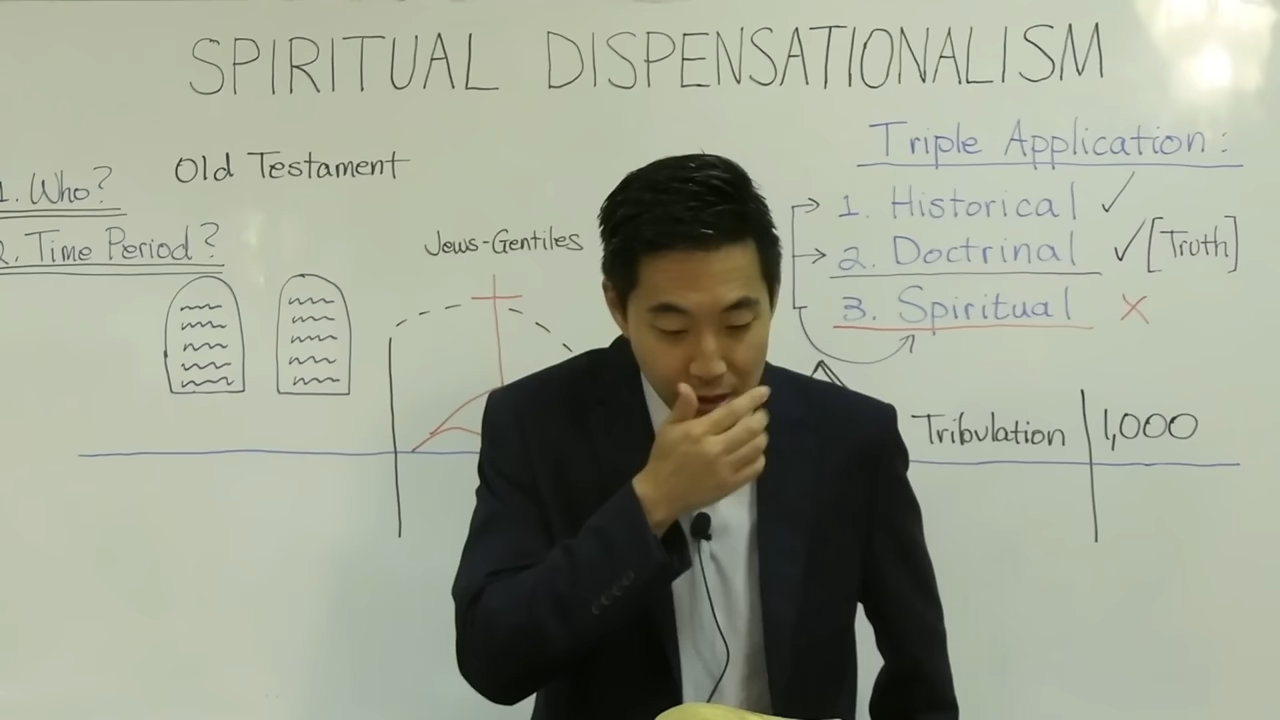 SPIRITUAL DISPENSATIONALISM
1. Who?
2. Time Period?
Old Testament
Jews-Gentiles
Triple Application:
1. Historical ✓
2. Doctrinal ✓ [Truth]
3. Spiritual X
Tribulation
1,000